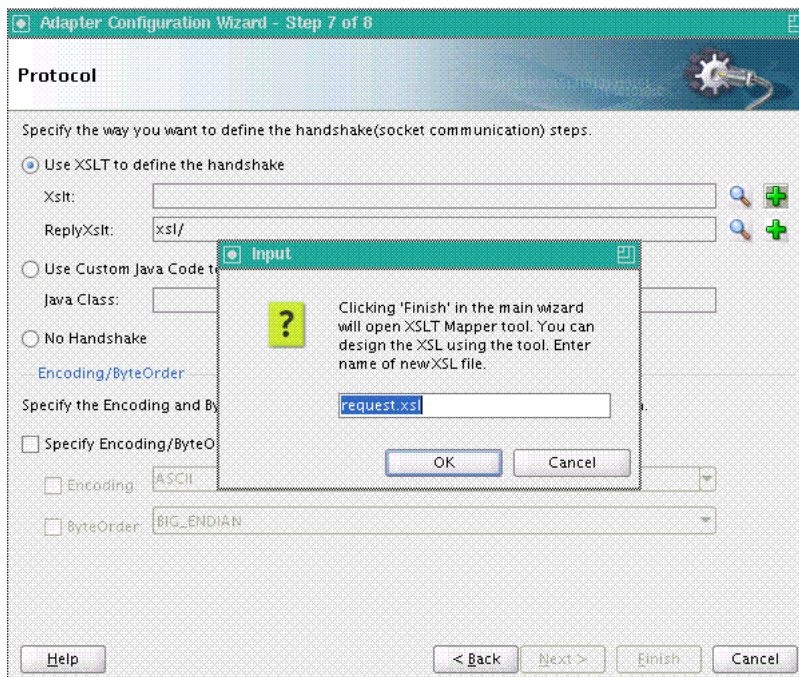 Adapter Configuration Wizard - Step 7 of 8
Protocol
Specify the way you want to define the handshake(socket communication) steps.
Use XSLT to define the handshake
Xslt:
ReplyXslt: xsl/
Input
Use Custom Java Code t
Java Class:
Clicking 'Finish' in the main wizard
will open XSLT Mapper tool. You can
design the XSL using the tool. Enter
name of new XSL file.
No Handshake
Encoding/ByteOrder
request.xsl
Specify the Encoding and By
Specify Encoding/ByteO
OK Cancel
Encoding: ASCII
ByteOrder: BIG_ENDIAN
Help < Back Next > Finish Cancel